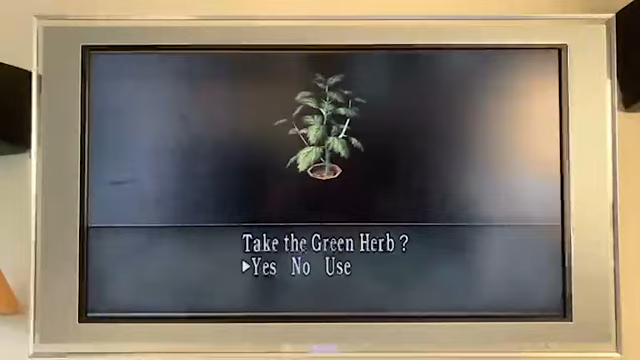 Take the Green Herb ?
▶Yes No Use